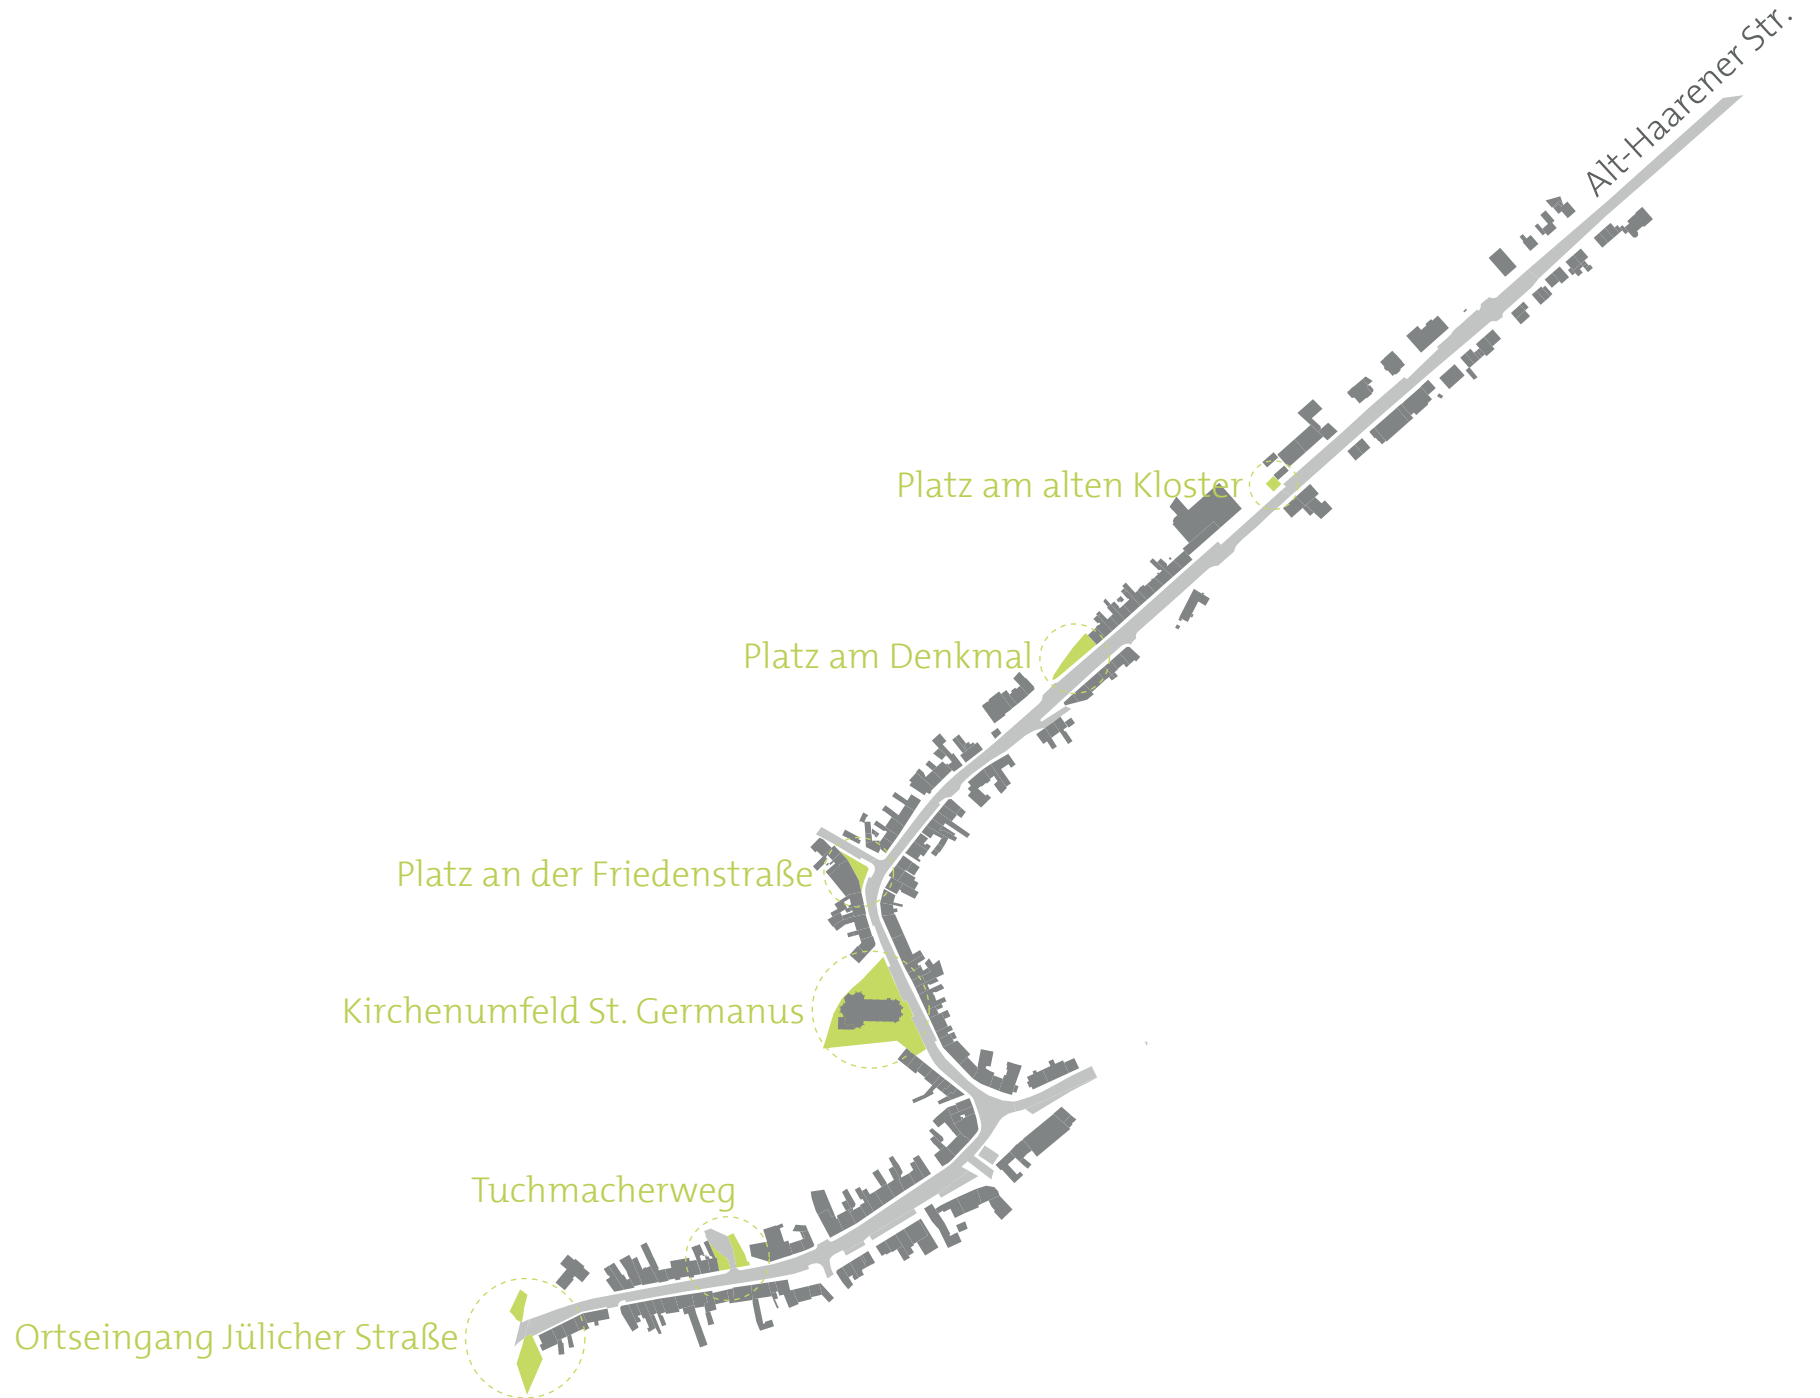 Alt-Haarener Str.
Platz am alten Kloster
Platz am Denkmal
Platz an der Friedenstraße
Kirchenumfeld St. Germanus
Tuchmacherweg
Ortseingang Jülicher Straße